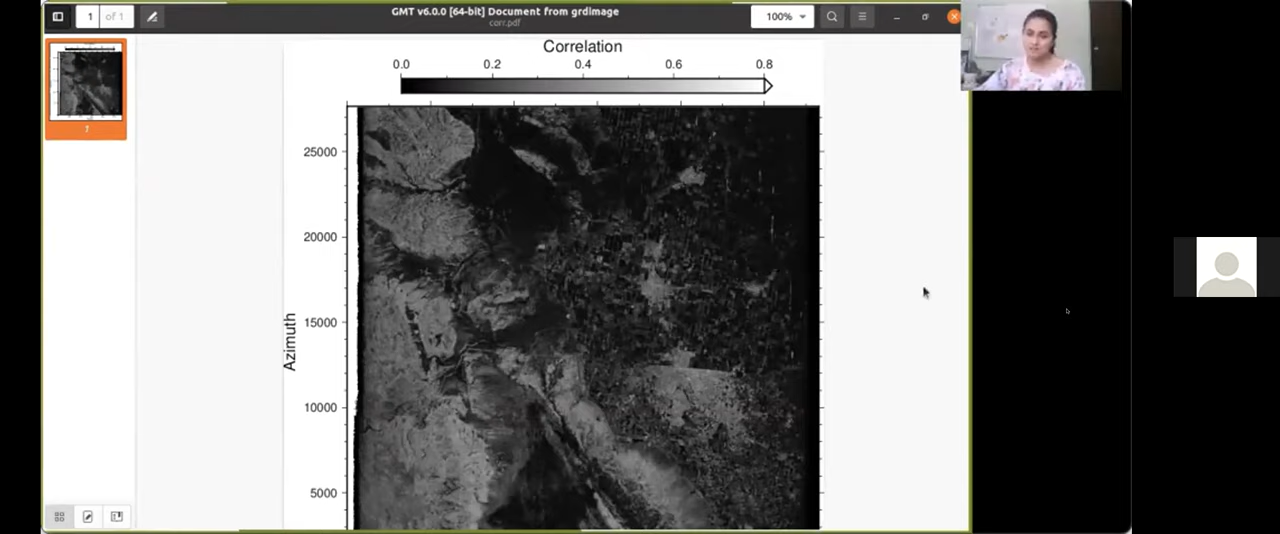 1 of 1
GMT v6.0.0 [64-bit] Document from grdimage
corr.pdf
100%
1
Correlation
0.0 0.2 0.4 0.6 0.8
25000
20000
15000
10000
5000
Azimuth